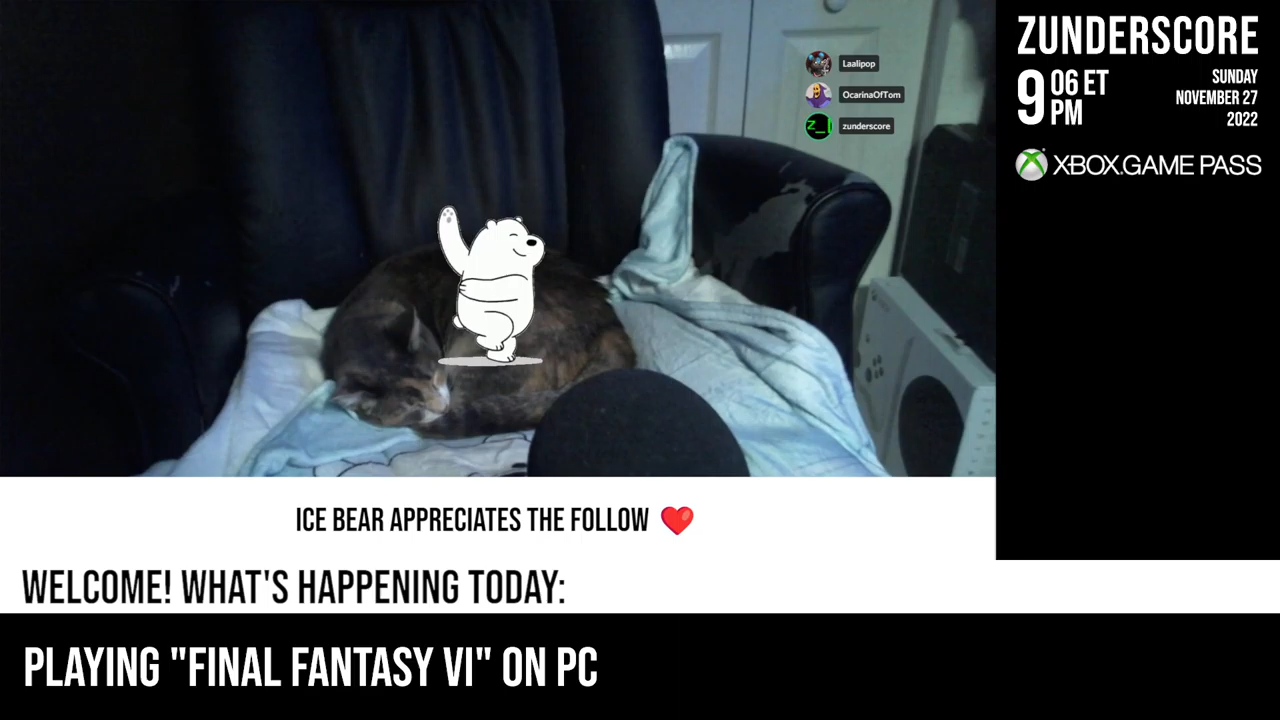 Laalipop
OcarinaOfTom
Z_
zunderscore
ZUNDERSCORE
9 06 ET
PM
SUNDAY
NOVEMBER 27
2022
XBOX GAME PASS
ICE BEAR APPRECIATES THE FOLLOW ❤️
WELCOME! WHAT'S HAPPENING TODAY:
PLAYING "FINAL FANTASY VI" ON PC